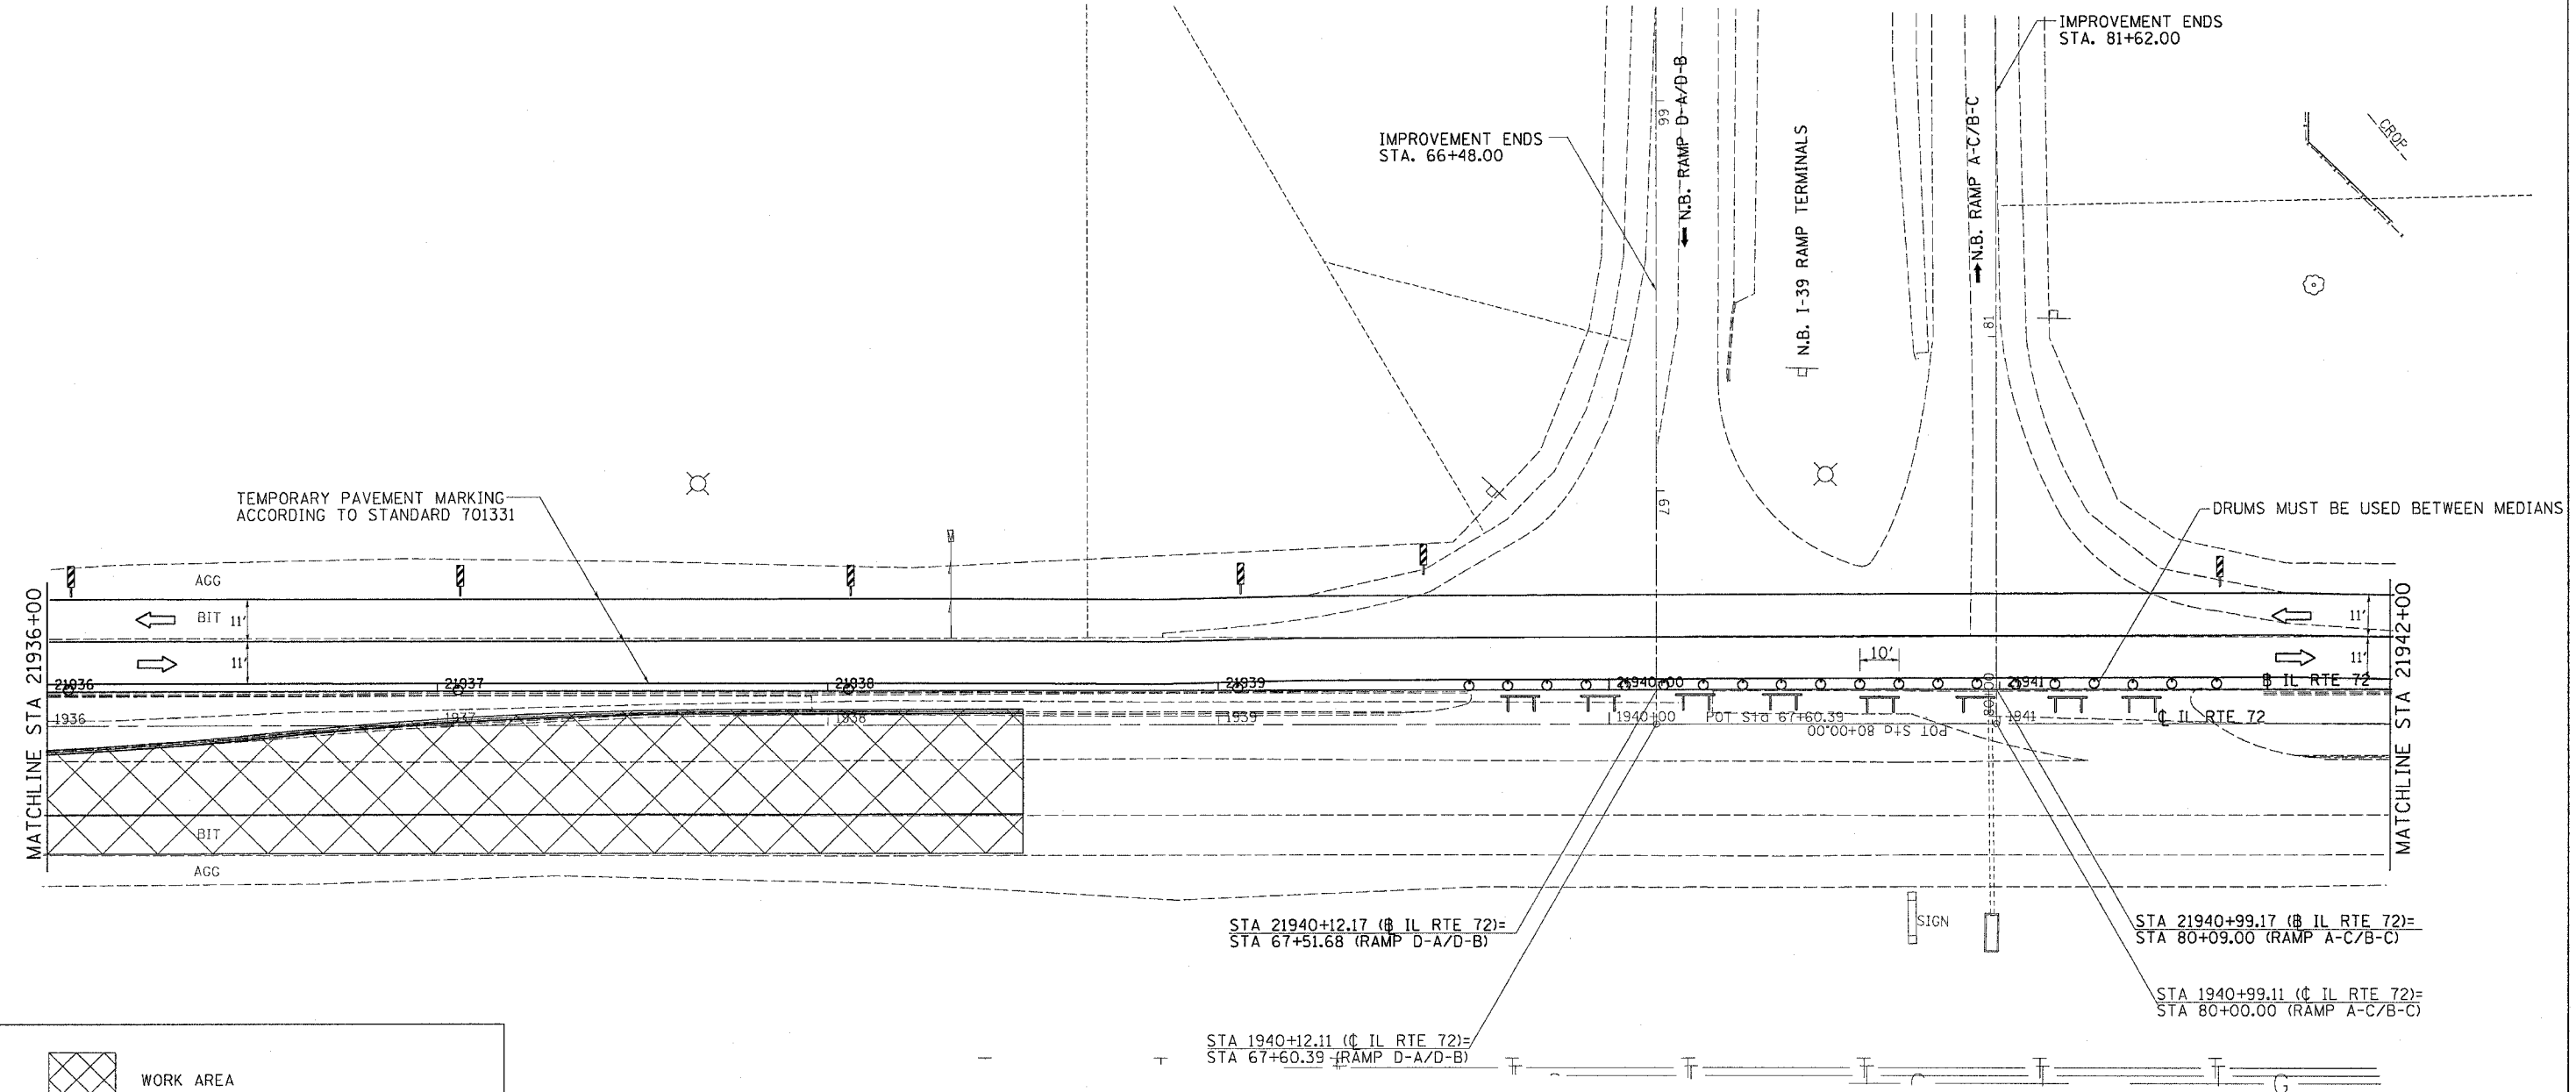 IMPROVEMENT ENDS
STA. 81+62.00
IMPROVEMENT ENDS
STA. 66+48.00
N.B. RAMP D-A/D-B
N.B. I-39 RAMP TERMINALS
N.B. RAMP A-C/B-C
CROP
66
67
81
TEMPORARY PAVEMENT MARKING
ACCORDING TO STANDARD 701331
DRUMS MUST BE USED BETWEEN MEDIANS
MATCHLINE STA 21936+00
AGG
BIT
11'
11'
11'
11'
MATCHLINE STA 21942+00
10'
21936
21937
21938
21939
21940+00
21941
B IL RTE 72
1936
1937
1938
1939
1940+00
POT Sta 67+60.39
1941
℄ IL RTE 72
POT Sta 80+00.00
80+00
BIT
AGG
STA 21940+12.17 (B IL RTE 72)=
STA 67+51.68 (RAMP D-A/D-B)
SIGN
STA 21940+99.17 (B IL RTE 72)=
STA 80+09.00 (RAMP A-C/B-C)
STA 1940+99.11 (℄ IL RTE 72)=
STA 80+00.00 (RAMP A-C/B-C)
STA 1940+12.11 (℄ IL RTE 72)=
STA 67+60.39 (RAMP D-A/D-B)
WORK AREA
G